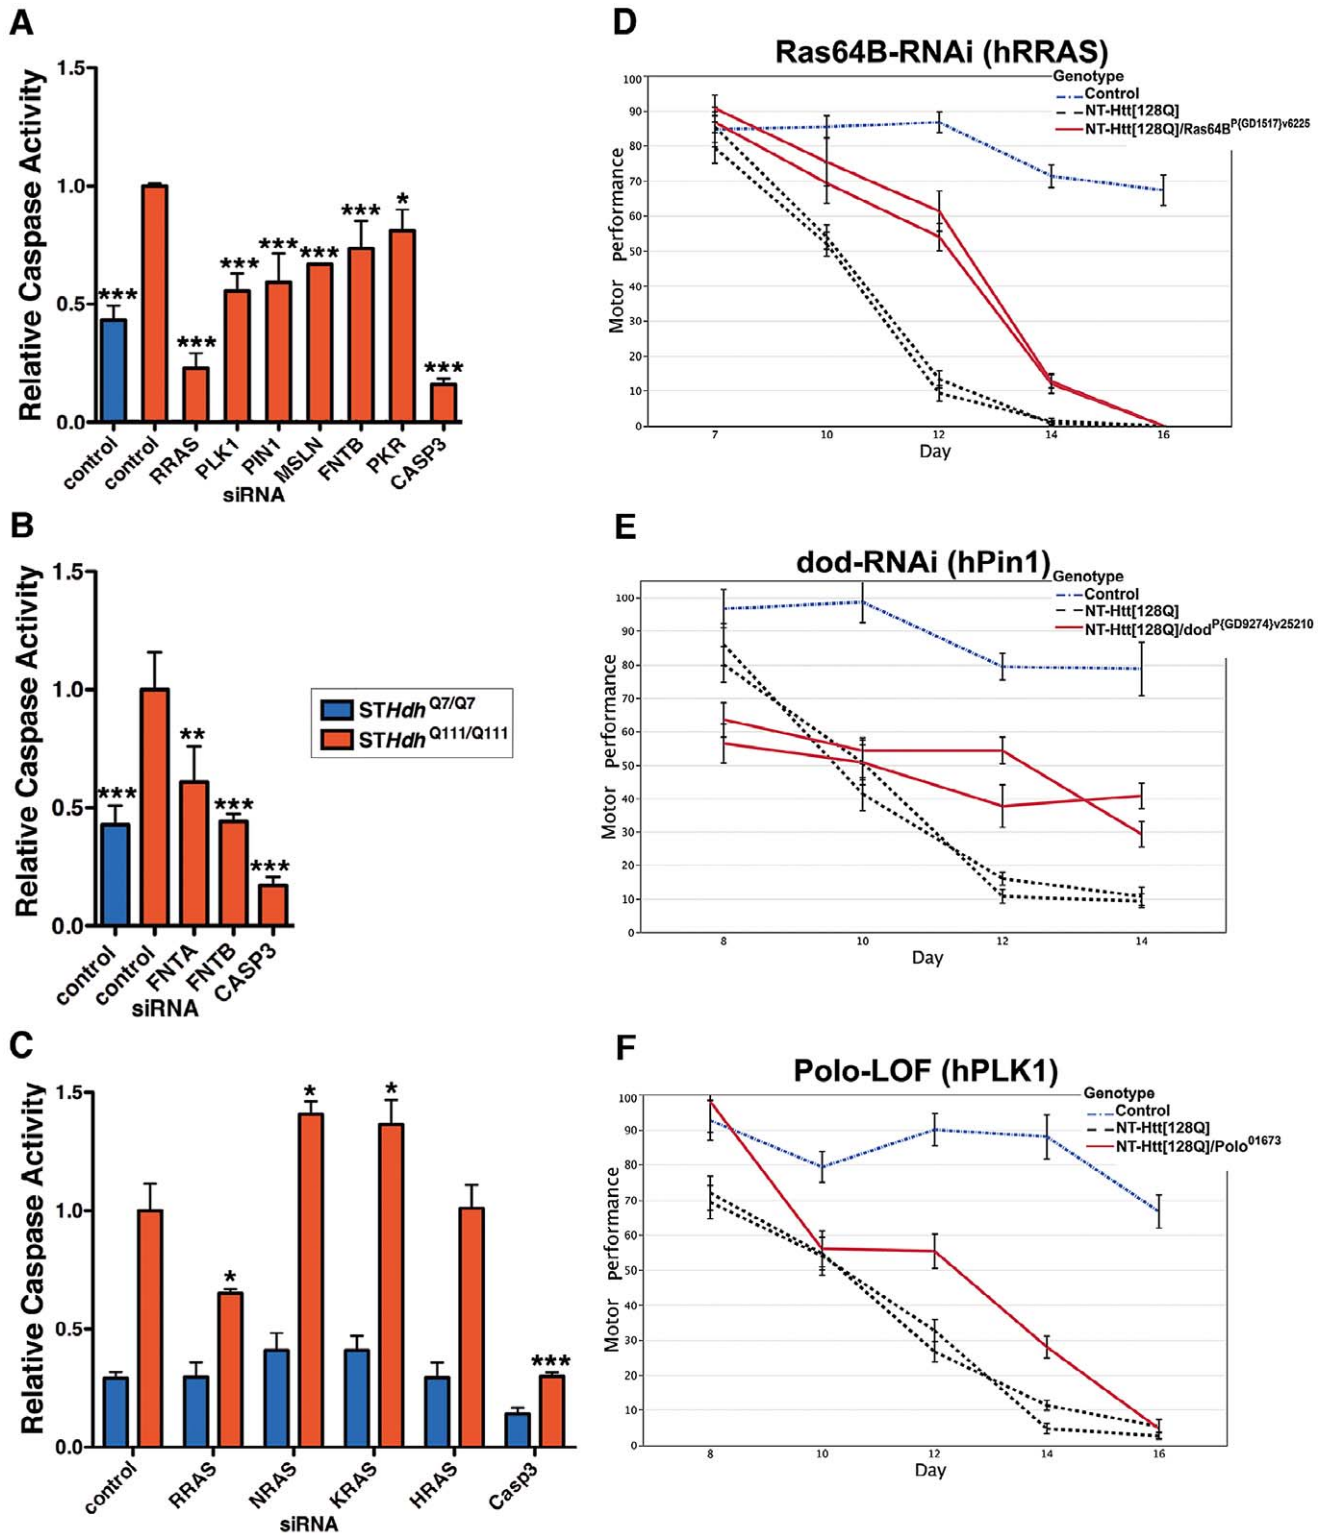 A
Relative Caspase Activity
1.5
1.0
0.5
0.0
***
***
***
***
***
***
*
***
control
control
RRAS
PLK1
PIN1
MSLN
FNTB
PKR
CASP3
siRNA
B
Relative Caspase Activity
1.5
1.0
0.5
0.0
***
**
***
***
control
control
FNTA
FNTB
CASP3
siRNA
STHdh Q7/Q7
STHdh Q111/Q111
C
Relative Caspase Activity
1.5
1.0
0.5
0.0
*
*
*
***
control
RRAS
NRAS
KRAS
HRAS
Casp3
siRNA
D
Ras64B-RNAi (hRRAS)
Genotype
Control
NT-Htt[128Q]
NT-Htt[128Q]/Ras64BP{GD1517}v6225
Motor performance
100
90
80
70
60
50
40
30
20
10
0
7
10
12
14
16
Day
E
dod-RNAi (hPin1)
Genotype
Control
NT-Htt[128Q]
NT-Htt[128Q]/dodP{GD9274}v25210
Motor performance
100
90
80
70
60
50
40
30
20
10
0
8
10
12
14
Day
F
Polo-LOF (hPLK1)
Genotype
Control
NT-Htt[128Q]
NT-Htt[128Q]/Polo01673
Motor performance
100
90
80
70
60
50
40
30
20
10
0
8
10
12
14
16
Day